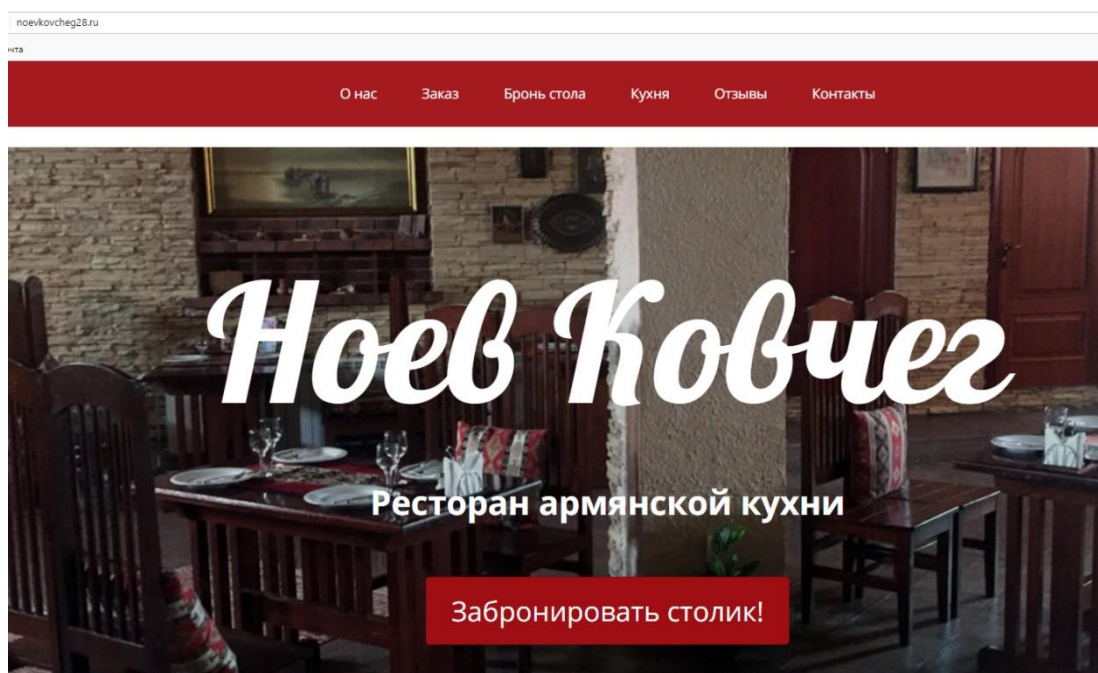 noevkovcheg28.ru
О нас Заказ Бронь стола Кухня Отзывы Контакты
Ноев Ковчег
Ресторан армянской кухни
Забронировать столик!